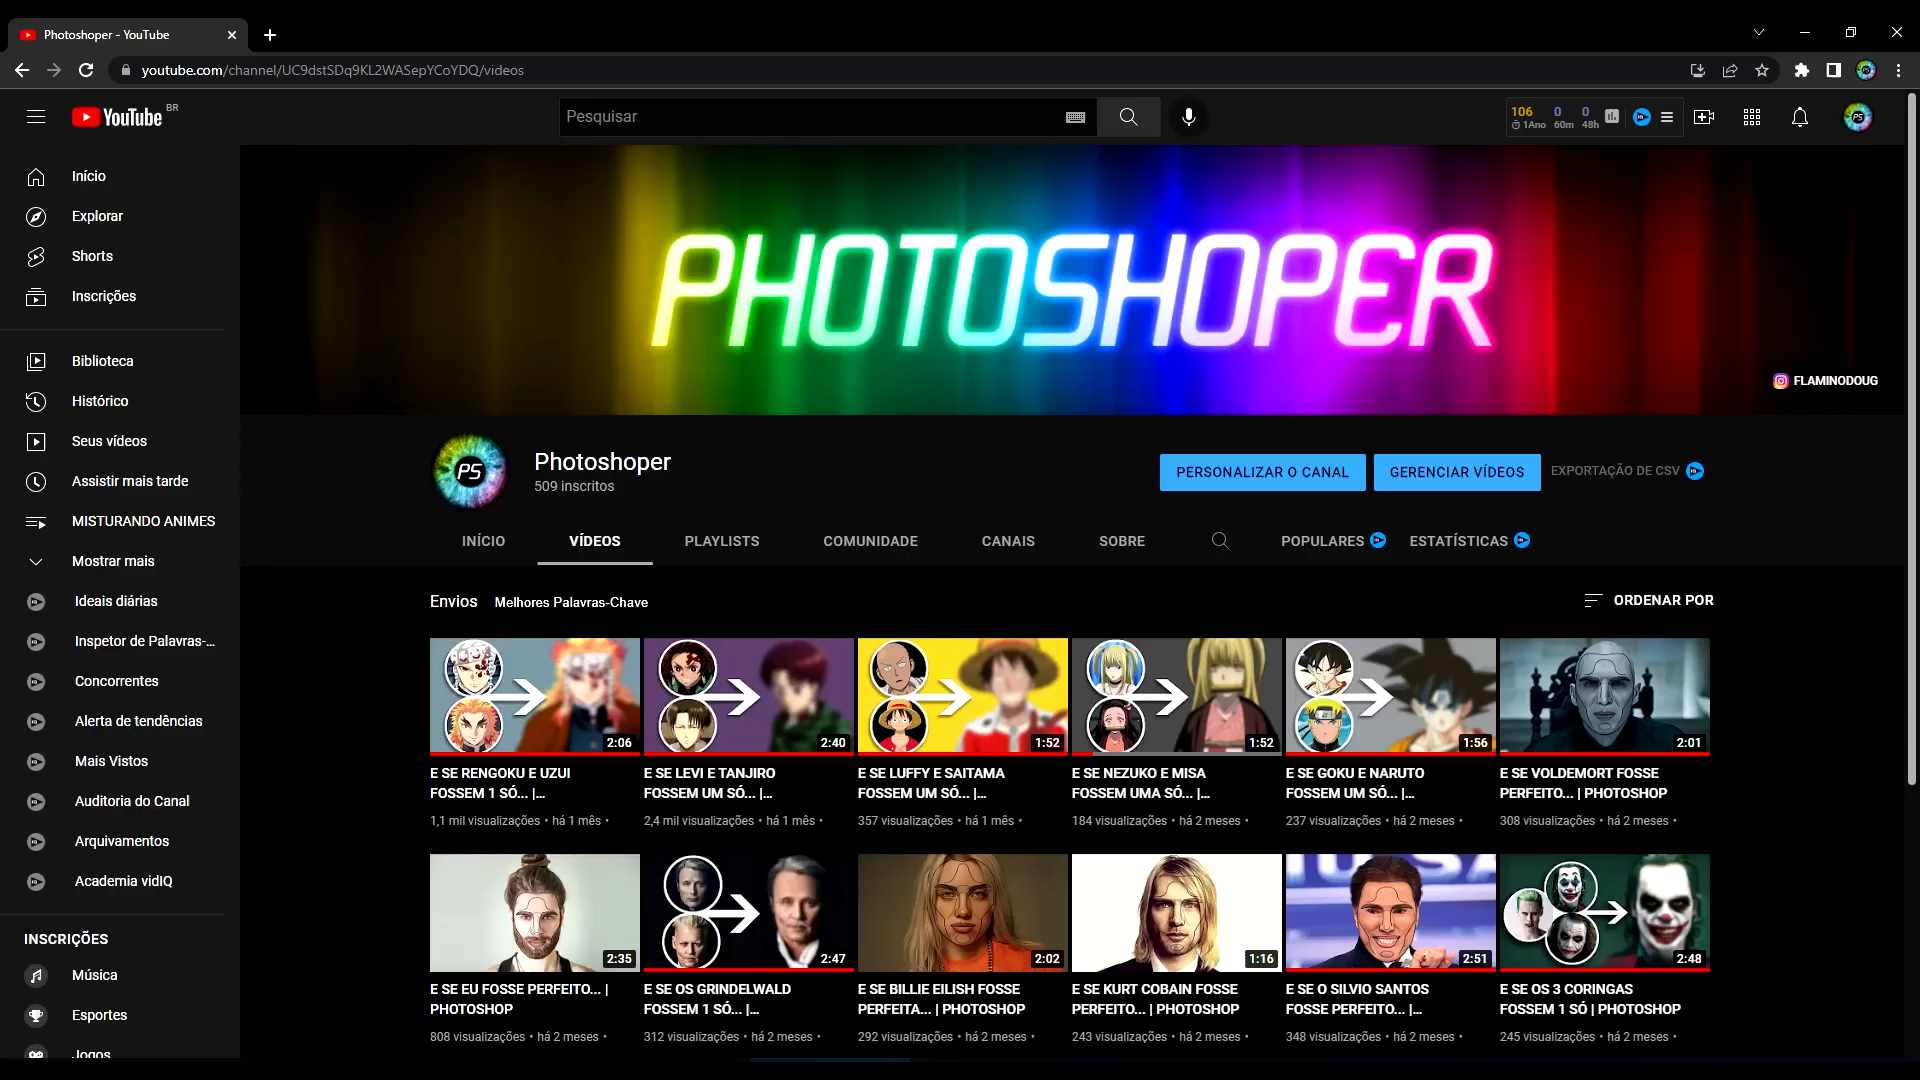 Photoshoper - YouTube
youtube.com/channel/UC9dstSDq9KL2WASepYCoYDQ/videos
YouTube BR
Pesquisar
106 0 0
1Ano 60m 48h
Início
Explorar
Shorts
Inscrições
Biblioteca
Histórico
Seus vídeos
Assistir mais tarde
MISTURANDO ANIMES
Mostrar mais
Ideais diárias
Inspetor de Palavras-...
Concorrentes
Alerta de tendências
Mais Vistos
Auditoria do Canal
Arquivamentos
Academia vidIQ
INSCRIÇÕES
Música
Esportes
Jogos
PHOTOSHOPER
FLAMINODOUG
PS
Photoshoper
509 inscritos
PERSONALIZAR O CANAL
GERENCIAR VÍDEOS
EXPORTAÇÃO DE CSV
INÍCIO
VÍDEOS
PLAYLISTS
COMUNIDADE
CANAIS
SOBRE
POPULARES
ESTATÍSTICAS
Envios
Melhores Palavras-Chave
ORDENAR POR
2:06
E SE RENGOKU E UZUI
FOSSEM 1 SÓ... |...
1,1 mil visualizações • há 1 mês •
2:40
E SE LEVI E TANJIRO
FOSSEM UM SÓ... |...
2,4 mil visualizações • há 1 mês •
1:52
E SE LUFFY E SAITAMA
FOSSEM UM SÓ... |...
357 visualizações • há 1 mês •
1:52
E SE NEZUKO E MISA
FOSSEM UMA SÓ... |...
184 visualizações • há 2 meses •
1:56
E SE GOKU E NARUTO
FOSSEM UM SÓ... |...
237 visualizações • há 2 meses •
2:01
E SE VOLDEMORT FOSSE
PERFEITO... | PHOTOSHOP
308 visualizações • há 2 meses •
2:35
E SE EU FOSSE PERFEITO... |
PHOTOSHOP
808 visualizações • há 2 meses •
2:47
E SE OS GRINDELWALD
FOSSEM 1 SÓ... |...
312 visualizações • há 2 meses •
2:02
E SE BILLIE EILISH FOSSE
PERFEITA... | PHOTOSHOP
292 visualizações • há 2 meses •
1:16
E SE KURT COBAIN FOSSE
PERFEITO... | PHOTOSHOP
243 visualizações • há 2 meses •
2:51
E SE O SILVIO SANTOS
FOSSE PERFEITO... |...
348 visualizações • há 2 meses •
2:48
E SE OS 3 CORINGAS
FOSSEM 1 SÓ | PHOTOSHOP
245 visualizações • há 2 meses •